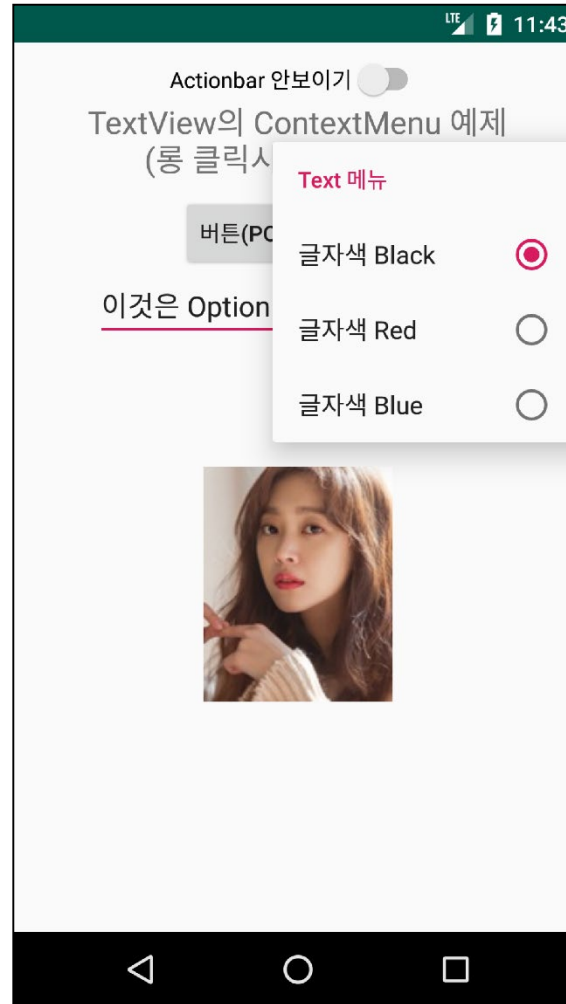 LTE 11:43
Actionbar 안보이기
TextView의 ContextMenu 예제
(롱 클릭시
Text 메뉴
버튼(PO
글자색 Black
이것은 Option
글자색 Red
글자색 Blue